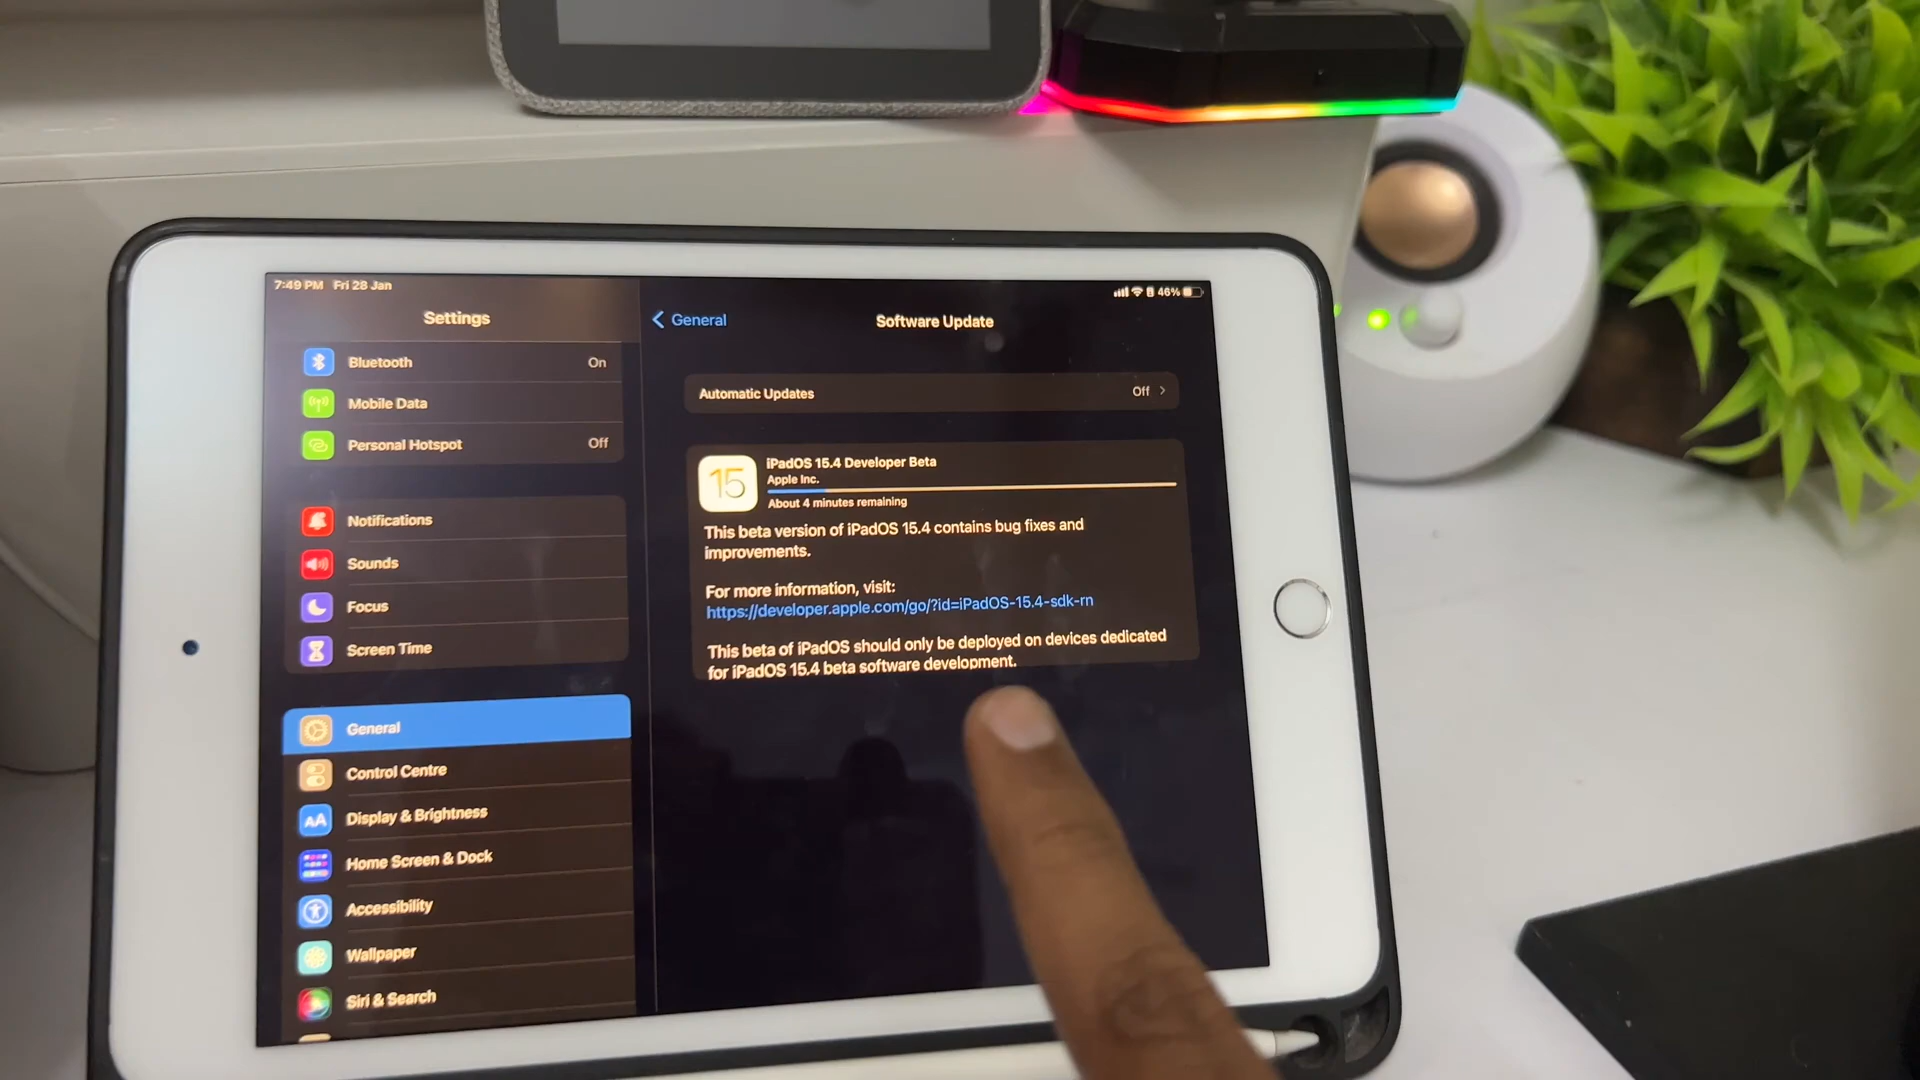 7:49 PM Fri 28 Jan
46%
Settings
Bluetooth On
Mobile Data
Personal Hotspot Off
Notifications
Sounds
Focus
Screen Time
General
Control Centre
AA Display & Brightness
Home Screen & Dock
Accessibility
Wallpaper
Siri & Search
General
Software Update
Automatic Updates Off
15
iPadOS 15.4 Developer Beta
Apple Inc.
About 4 minutes remaining
This beta version of iPadOS 15.4 contains bug fixes and
improvements.
For more information, visit:
https://developer.apple.com/go/?id=iPadOS-15.4-sdk-rn
This beta of iPadOS should only be deployed on devices dedicated
for iPadOS 15.4 beta software development.